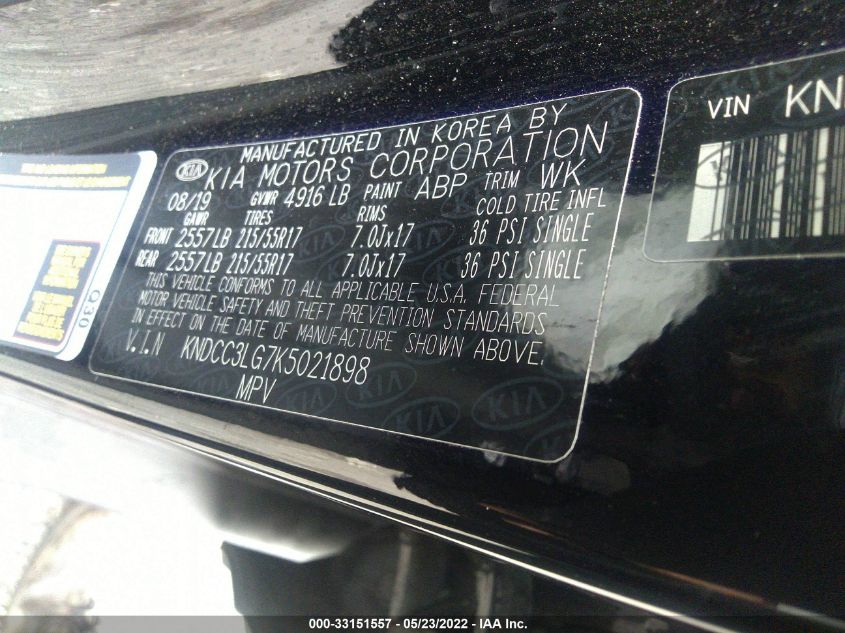 MANUFACTURED IN KOREA BY
KIA KIA MOTORS CORPORATION
08/19 GVWR 4916 LB PAINT ABP TRIM WK
GAWR TIRES RIMS COLD TIRE INFL
FRONT 2557LB 215/55R17 7.0Jx17 36 PSI SINGLE
REAR 2557LB 215/55R17 7.0Jx17 36 PSI SINGLE
THIS VEHICLE CONFORMS TO ALL APPLICABLE U.S.A. FEDERAL
MOTOR VEHICLE SAFETY AND THEFT PREVENTION STANDARDS
IN EFFECT ON THE DATE OF MANUFACTURE SHOWN ABOVE.
V.I.N KNDCC3LG7K5021898
MPV
VIN KN
Q30
000-33151557 - 05/23/2022 - IAA Inc.